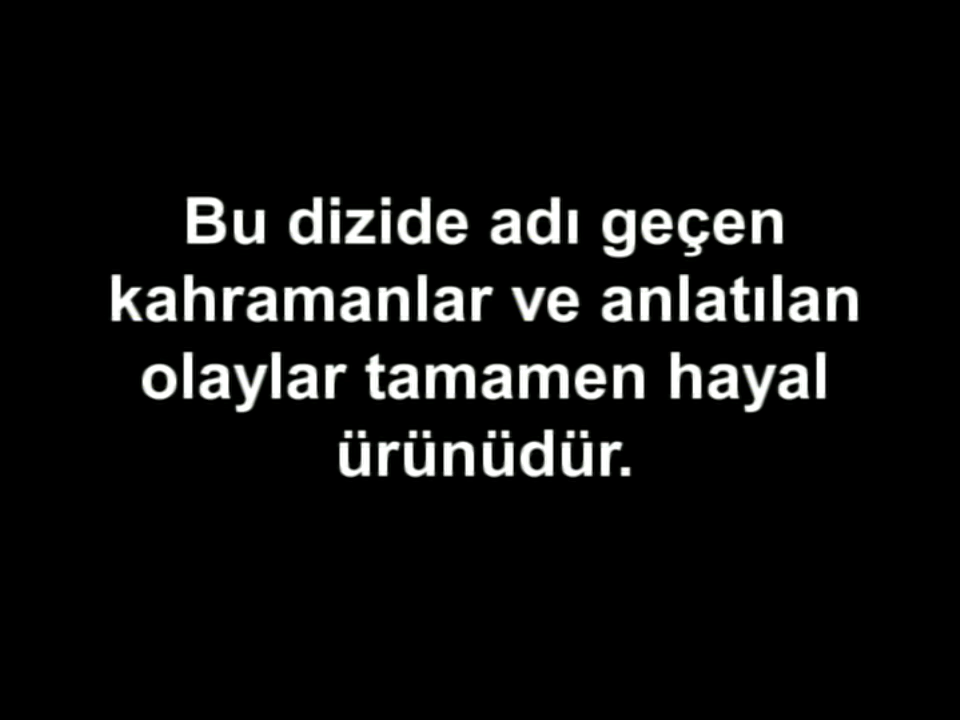 Bu dizide adı geçen
kahramanlar ve anlatılan
olaylar tamamen hayal
ürünüdür.